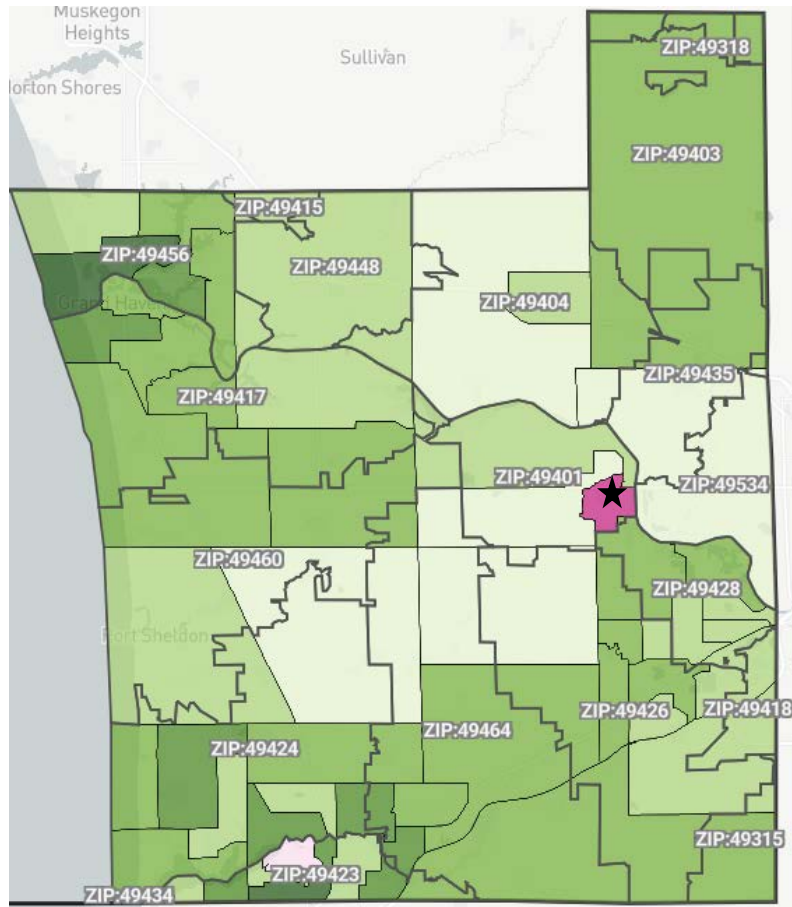 Muskegon
Heights
ZIP:49318
Sullivan
Norton Shores
ZIP:49403
ZIP:49415
ZIP:49456
ZIP:49448
Grand Haven
ZIP:49404
ZIP:49435
ZIP:49417
ZIP:49401
ZIP:49534
ZIP:49460
ZIP:49428
Port Sheldon
ZIP:49426
ZIP:49418
ZIP:49464
ZIP:49424
ZIP:49315
ZIP:49423
ZIP:49434